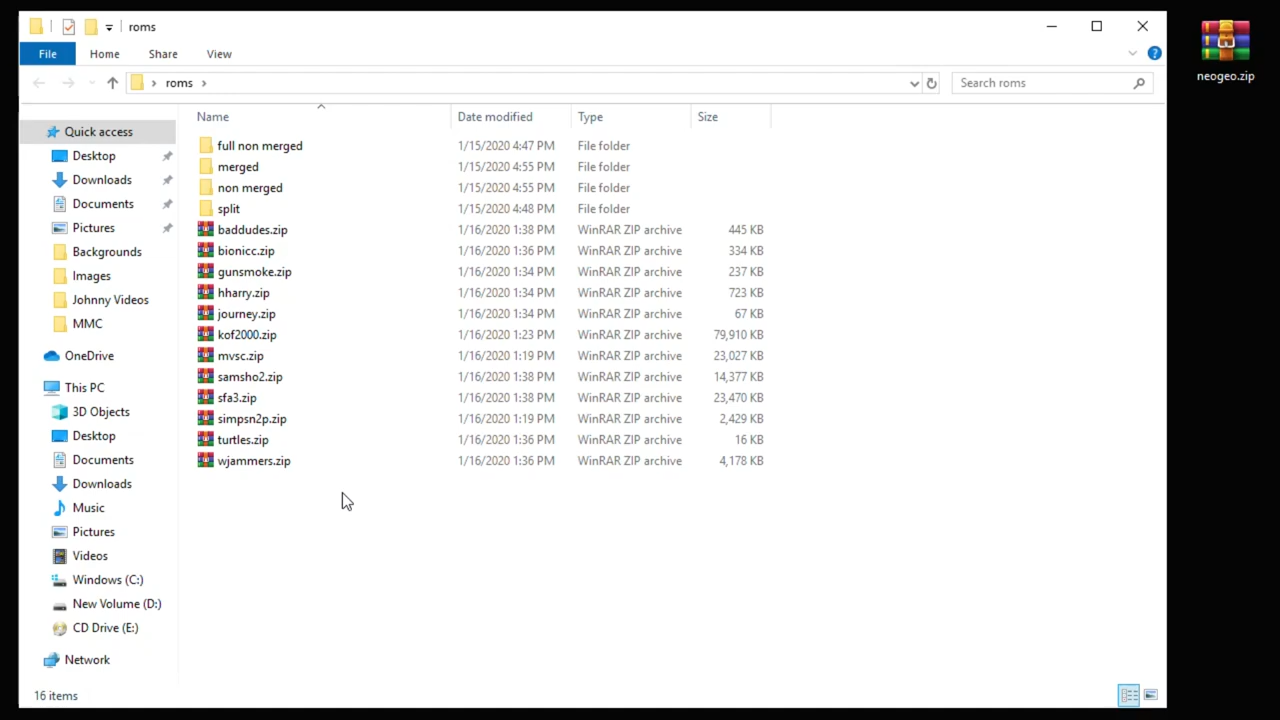 roms
neogeo.zip
File Home Share View
roms
Search roms
Name Date modified Type Size
Quick access
Desktop
Downloads
Documents
Pictures
Backgrounds
Images
Johnny Videos
MMC
OneDrive
This PC
3D Objects
Desktop
Documents
Downloads
Music
Pictures
Videos
Windows (C:)
New Volume (D:)
CD Drive (E:)
Network
full non merged 1/15/2020 4:47 PM File folder
merged 1/15/2020 4:55 PM File folder
non merged 1/15/2020 4:55 PM File folder
split 1/15/2020 4:48 PM File folder
baddudes.zip 1/16/2020 1:38 PM WinRAR ZIP archive 445 KB
bionicc.zip 1/16/2020 1:36 PM WinRAR ZIP archive 334 KB
gunsmoke.zip 1/16/2020 1:34 PM WinRAR ZIP archive 237 KB
hharry.zip 1/16/2020 1:34 PM WinRAR ZIP archive 723 KB
journey.zip 1/16/2020 1:34 PM WinRAR ZIP archive 67 KB
kof2000.zip 1/16/2020 1:23 PM WinRAR ZIP archive 79,910 KB
mvsc.zip 1/16/2020 1:19 PM WinRAR ZIP archive 23,027 KB
samsho2.zip 1/16/2020 1:38 PM WinRAR ZIP archive 14,377 KB
sfa3.zip 1/16/2020 1:38 PM WinRAR ZIP archive 23,470 KB
simpsn2p.zip 1/16/2020 1:19 PM WinRAR ZIP archive 2,429 KB
turtles.zip 1/16/2020 1:36 PM WinRAR ZIP archive 16 KB
wjammers.zip 1/16/2020 1:36 PM WinRAR ZIP archive 4,178 KB
16 items